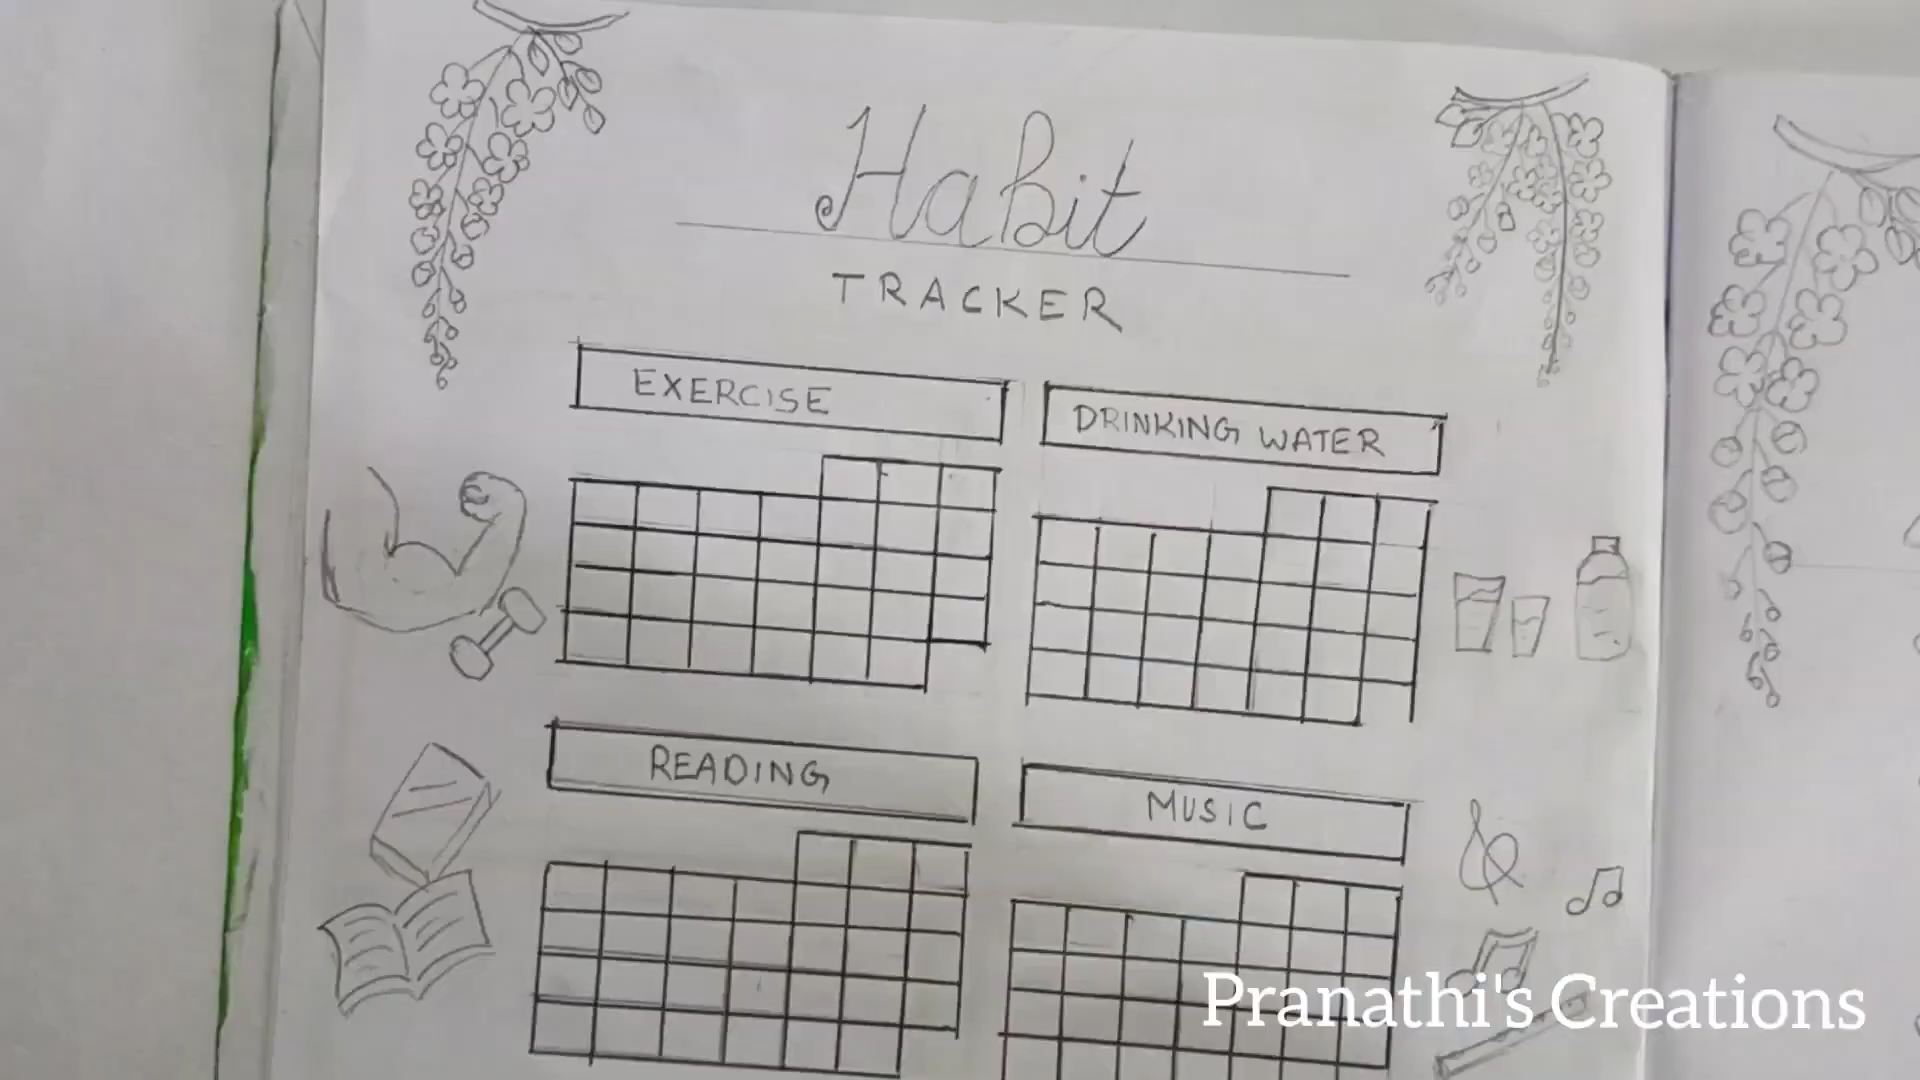 Habit
TRACKER
EXERCISE
DRINKING WATER
READING
MUSIC
Pranathi's Creations